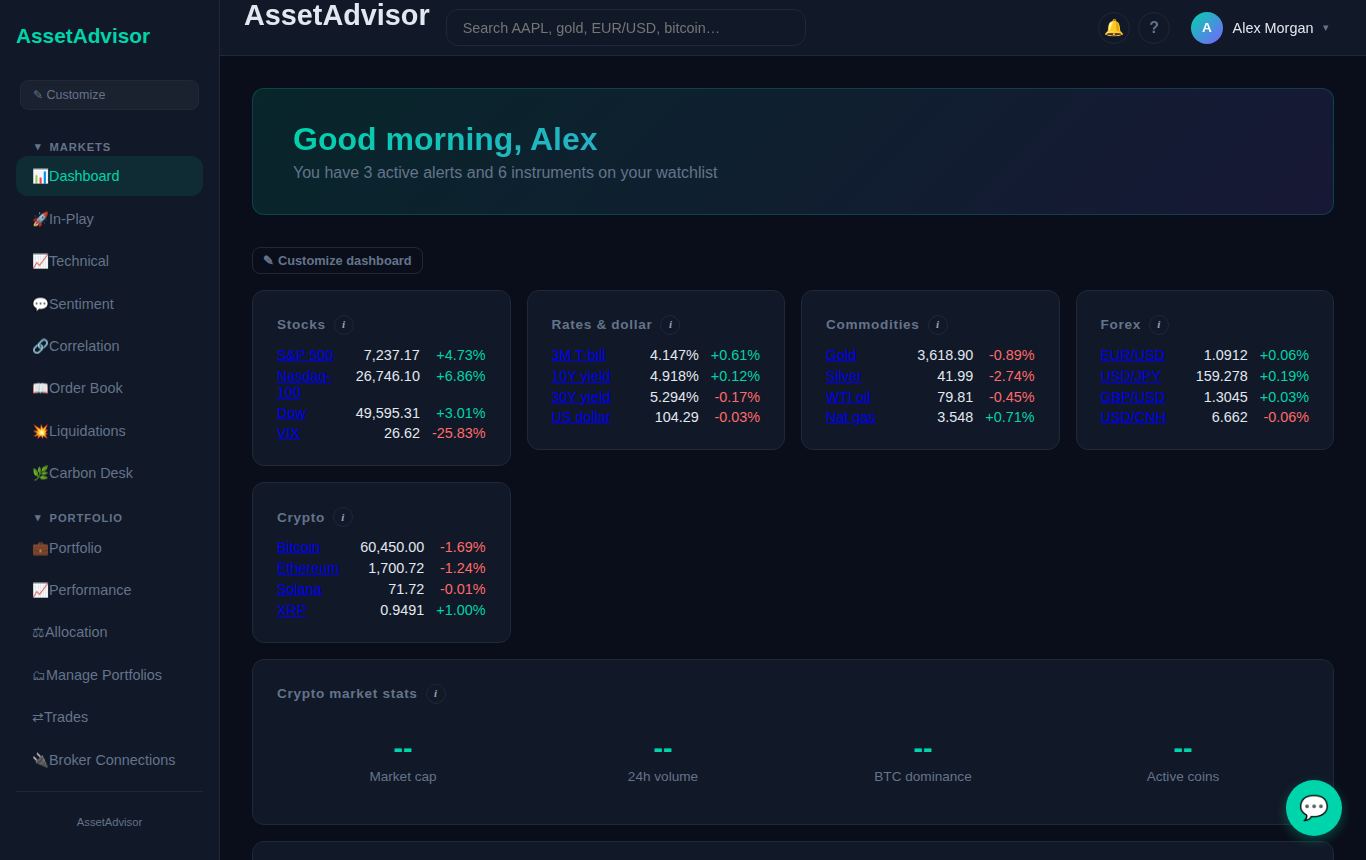 AssetAdvisor
✎ Customize
▼ MARKETS
Dashboard
In-Play
Technical
Sentiment
Correlation
Order Book
Liquidations
Carbon Desk
▼ PORTFOLIO
Portfolio
Performance
Allocation
Manage Portfolios
Trades
Broker Connections
AssetAdvisor
AssetAdvisor
Search AAPL, gold, EUR/USD, bitcoin…
?
A Alex Morgan ▾
Good morning, Alex
You have 3 active alerts and 6 instruments on your watchlist
✎ Customize dashboard
Stocks i
S&P 500 7,237.17 +4.73%
Nasdaq- 26,746.10 +6.86%
100
Dow 49,595.31 +3.01%
VIX 26.62 -25.83%
Rates & dollar i
3M T-bill 4.147% +0.61%
10Y yield 4.918% +0.12%
30Y yield 5.294% -0.17%
US dollar 104.29 -0.03%
Commodities i
Gold 3,618.90 -0.89%
Silver 41.99 -2.74%
WTI oil 79.81 -0.45%
Nat gas 3.548 +0.71%
Forex i
EUR/USD 1.0912 +0.06%
USD/JPY 159.278 +0.19%
GBP/USD 1.3045 +0.03%
USD/CNH 6.662 -0.06%
Crypto i
Bitcoin 60,450.00 -1.69%
Ethereum 1,700.72 -1.24%
Solana 71.72 -0.01%
XRP 0.9491 +1.00%
Crypto market stats i
-- -- -- --
Market cap 24h volume BTC dominance Active coins